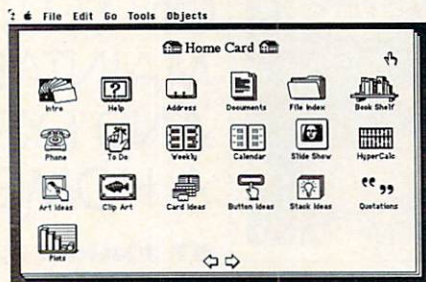 File Edit Go Tools Objects
Home Card
Intro Help Address Documents File Index Book Shelf
Phone To Do Weekly Calendar Slide Show HyperCalc
Art Ideas Clip Art Card Ideas Button Ideas Stack Ideas Quotations
Plots